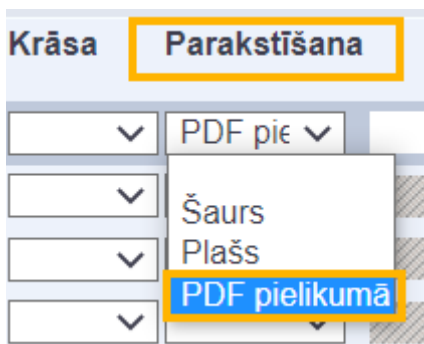 Krāsa Parakstīšana
PDF pie
Šaurs
Plašs
PDF pielikumā